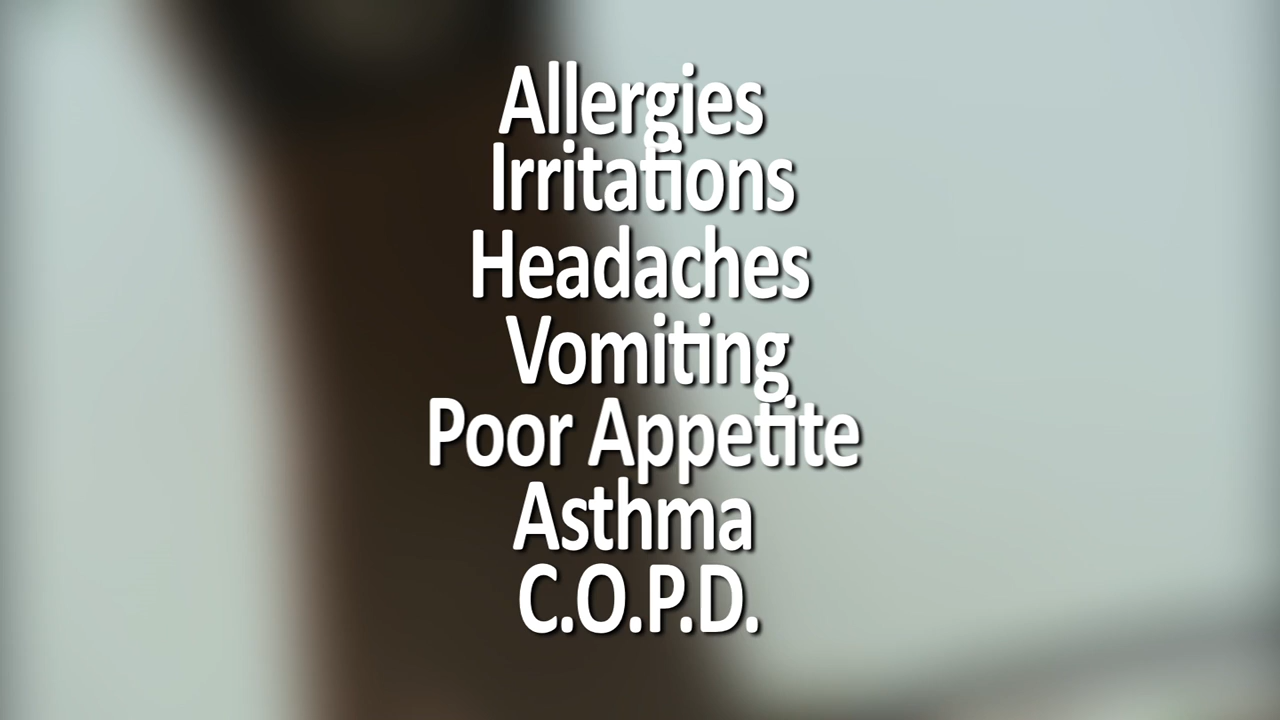 Allergies
Irritations
Headaches
Vomiting
Poor Appetite
Asthma
C.O.P.D.